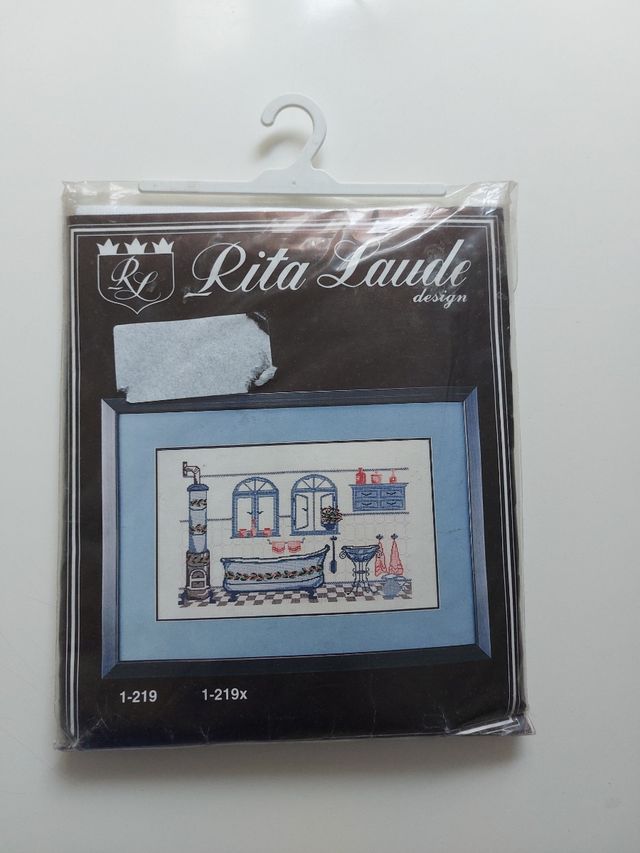 RL
Rita Laude
design
1-219 1-219x